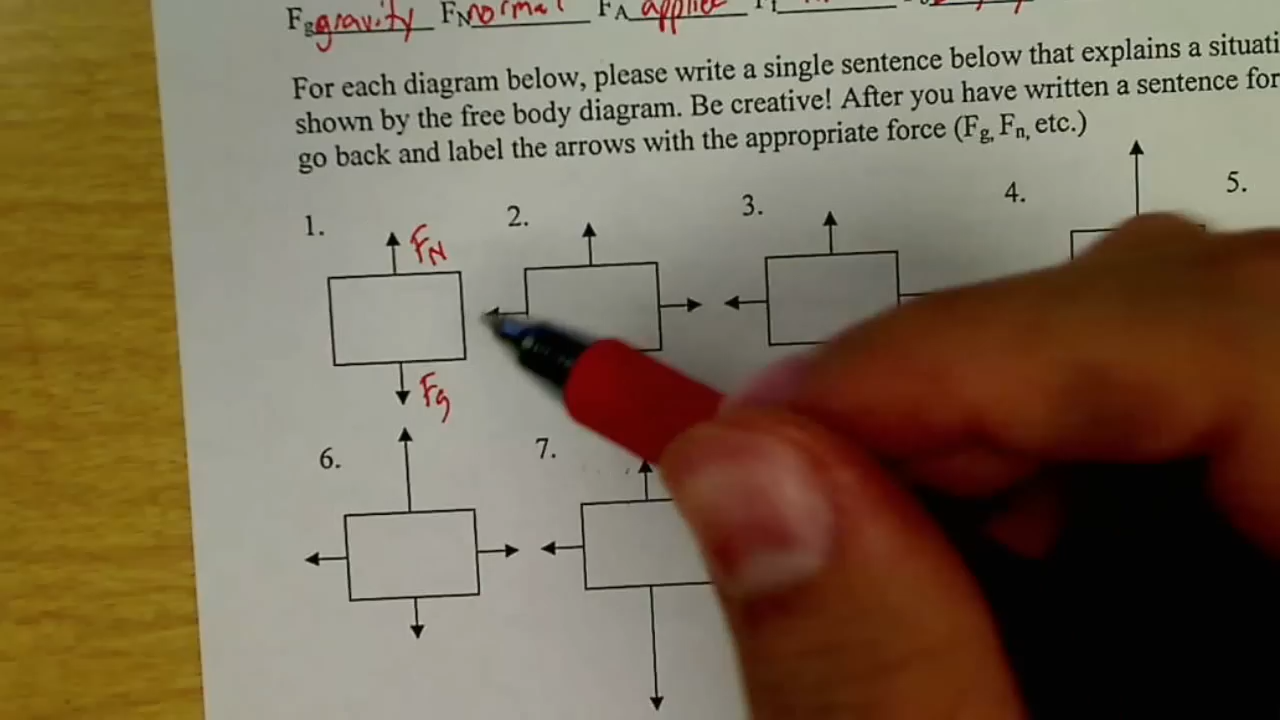 Fg gravity FN normal FA applied
For each diagram below, please write a single sentence below that explains a situati
shown by the free body diagram. Be creative! After you have written a sentence for
go back and label the arrows with the appropriate force (Fg, Fn, etc.)
1. 2. 3. 4. 5.
FN
Fg
6. 7.